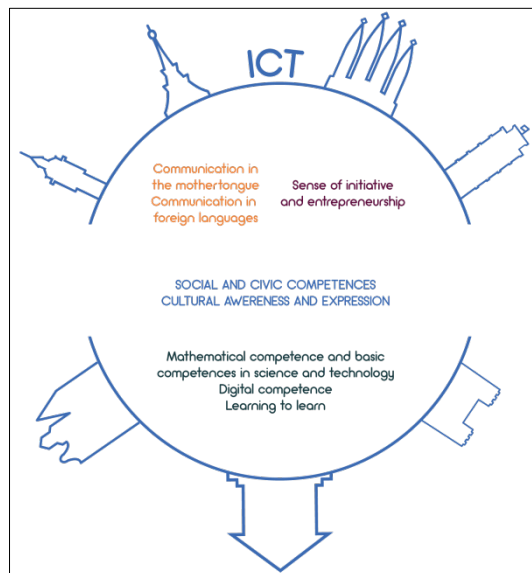 ICT
Communication in
the mothertongue
Communication in
foreign languages
Sense of initiative
and entrepreneurship
SOCIAL AND CIVIC COMPETENCES
CULTURAL AWERENESS AND EXPRESSION
Mathematical competence and basic
competences in science and technology
Digital competence
Learning to learn